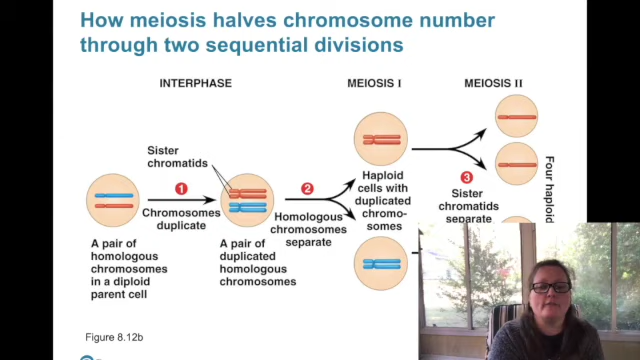 How meiosis halves chromosome number
through two sequential divisions
INTERPHASE
MEIOSIS I
MEIOSIS II
Sister
chromatids
1
Chromosomes
duplicate
2
Homologous
chromosomes
separate
3
Sister
chromatids
separate
A pair of
homologous
chromosomes
in a diploid
parent cell
A pair of
duplicated
homologous
chromosomes
Haploid
cells with
duplicated
chromo-
somes
Four haploid
Figure 8.12b